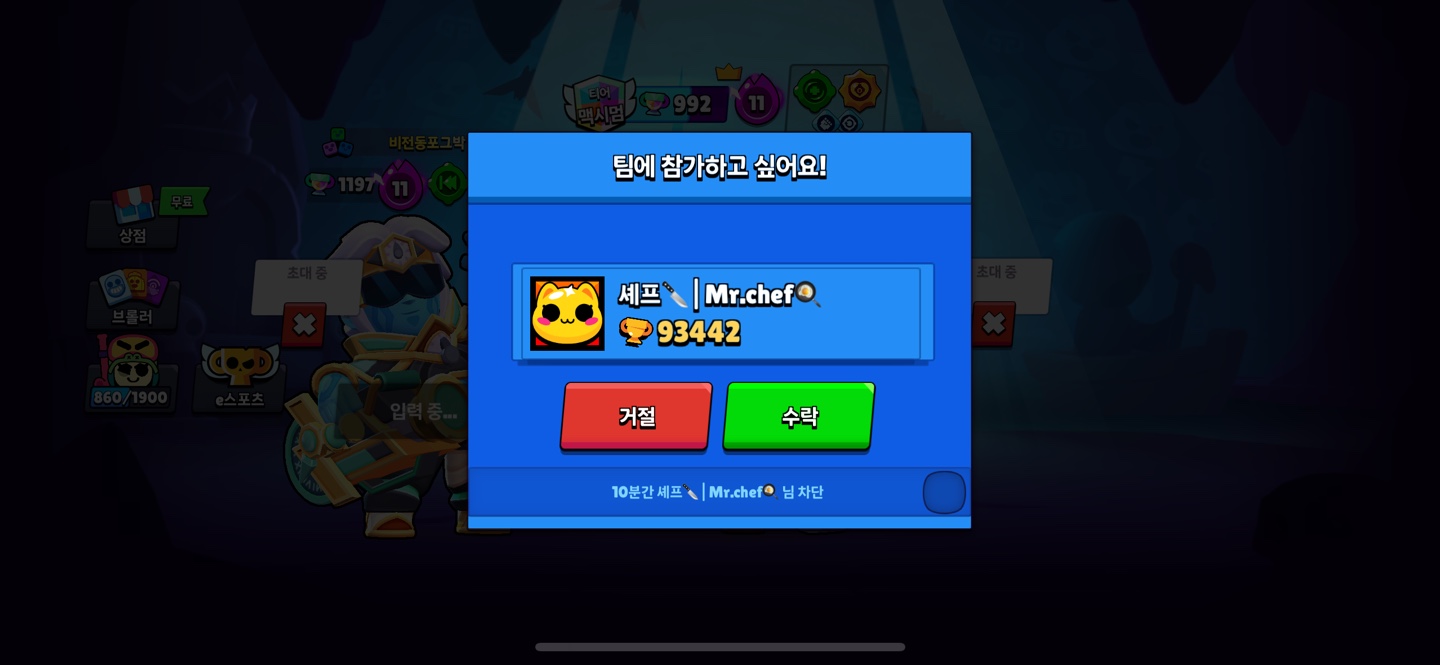 티어
맥시멈
992
11
비전동포그박
1197
11
팀에 참가하고 싶어요!
무료
상점
초대 중
초대 중
셰프🔪|Mr.chef🍳
93442
브롤러
860/1900
e스포츠
입력 중...
거절
수락
10분간 셰프🔪|Mr.chef🍳 님 차단